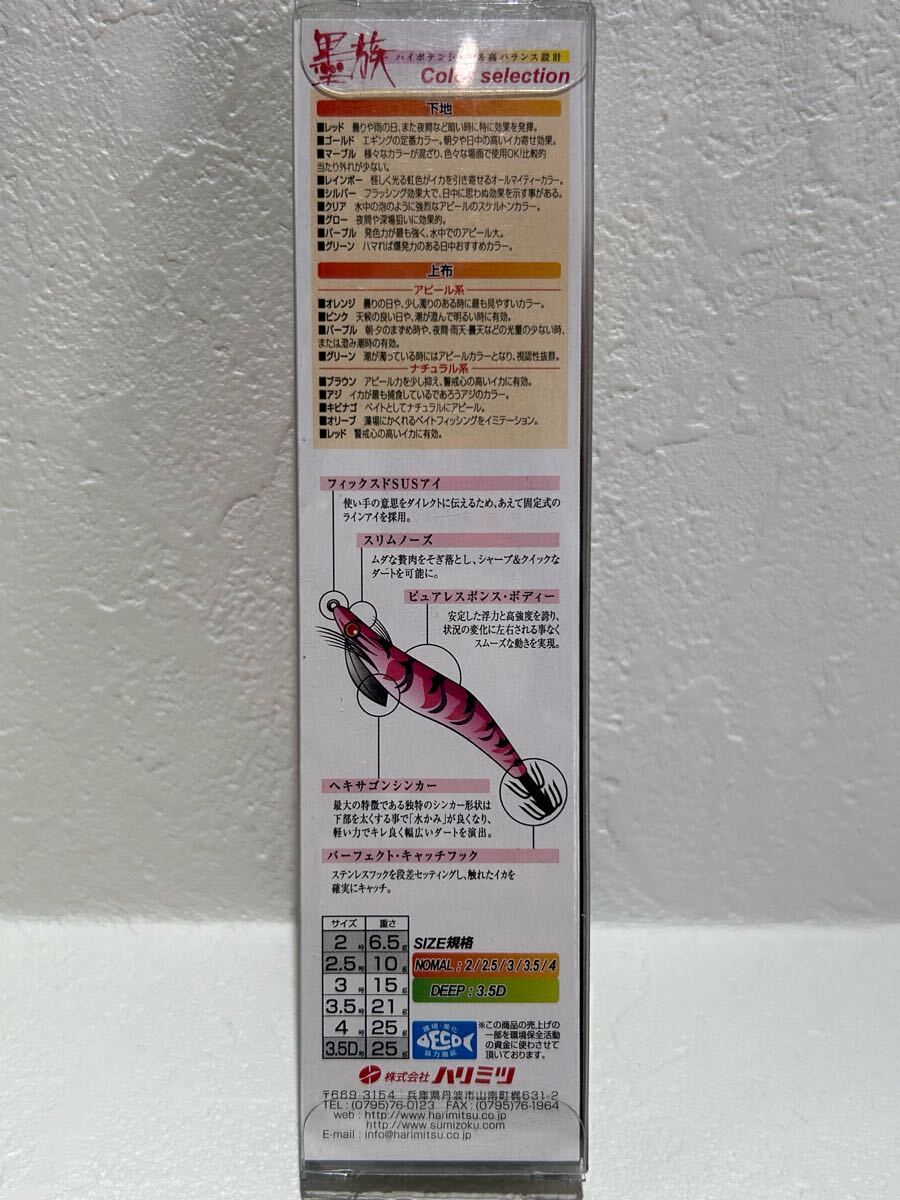 墨族
ハイポテンシャル&高バランス設計
Color selection
下地
■レッド 曇りや雨の日、また夜間など暗い時に特に効果を発揮。
■ゴールド エギングの定番カラー。朝夕や日中の高いイカ寄せ効果。
■マーブル 様々なカラーが混ざり、色々な場面で使用OK!比較的
当たり外れが少ない。
■レインボー 怪しく光る虹色がイカを引き寄せるオールマイティーカラー。
■シルバー フラッシング効果大で、日中に思わぬ効果を示す事がある。
■クリア 水中の泡のように強烈なアピールのスケルトンカラー。
■グロー 夜間や深場狙いに効果的。
■パープル 発色力が最も強く、水中でのアピール大。
■グリーン ハマれば爆発力のある日中おすすめカラー。
上布
アピール系
■オレンジ 曇りの日や、少し濁りのある時に最も見やすいカラー。
■ピンク 天候の良い日や、潮が澄んで明るい時に有効。
■パープル 朝・夕のまずめ時や、夜間・雨天・曇天などの光量の少ない時、
または澄み潮時の有効。
■グリーン 潮が濁っている時にはアピールカラーとなり、視認性抜群。
ナチュラル系
■ブラウン アピール力を少し抑え、警戒心の高いイカに有効。
■アジ イカが最も捕食しているであろうアジのカラー。
■キビナゴ ベイトとしてナチュラルにアピール。
■オリーブ 藻場にかくれるベイトフィッシングをイミテーション。
■レッド 警戒心の高いイカに有効。
フィックスドSUSアイ
使い手の意思をダイレクトに伝えるため、あえて固定式の
ラインアイを採用。
スリムノーズ
ムダな贅肉をそぎ落とし、シャープ&クイックな
ダートを可能に。
ピュアレスポンス・ボディー
安定した浮力と高強度を誇り、
状況の変化に左右される事なく
スムーズな動きを実現。
ヘキサゴンシンカー
最大の特徴である独特のシンカー形状は
下部を太くする事で「水かみ」が良くなり、
軽い力でキレ良く幅広いダートを演出。
パーフェクト・キャッチフック
ステンレスフックを段差セッティングし、触れたイカを
確実にキャッチ。
サイズ 重さ
2号 6.5g
2.5号 10g
3号 15g
3.5号 21g
4号 25g
3.5D号 25g
SIZE規格
NOMAL : 2/2.5/3/3.5/4
DEEP : 3.5D
環境・美化
ECO
協力商品
※この商品の売上げの
一部を環境保全活動
の資金に使わさせて
頂いております。
株式会社 ハリミツ
〒669 3154 兵庫県丹波市山南町梶631-2
TEL : (0795)76-0123 FAX : (0795)76-1964
web : http://www.harimitsu.co.jp
http://www.sumizoku.com
E-mail : info@harimitsu.co.jp